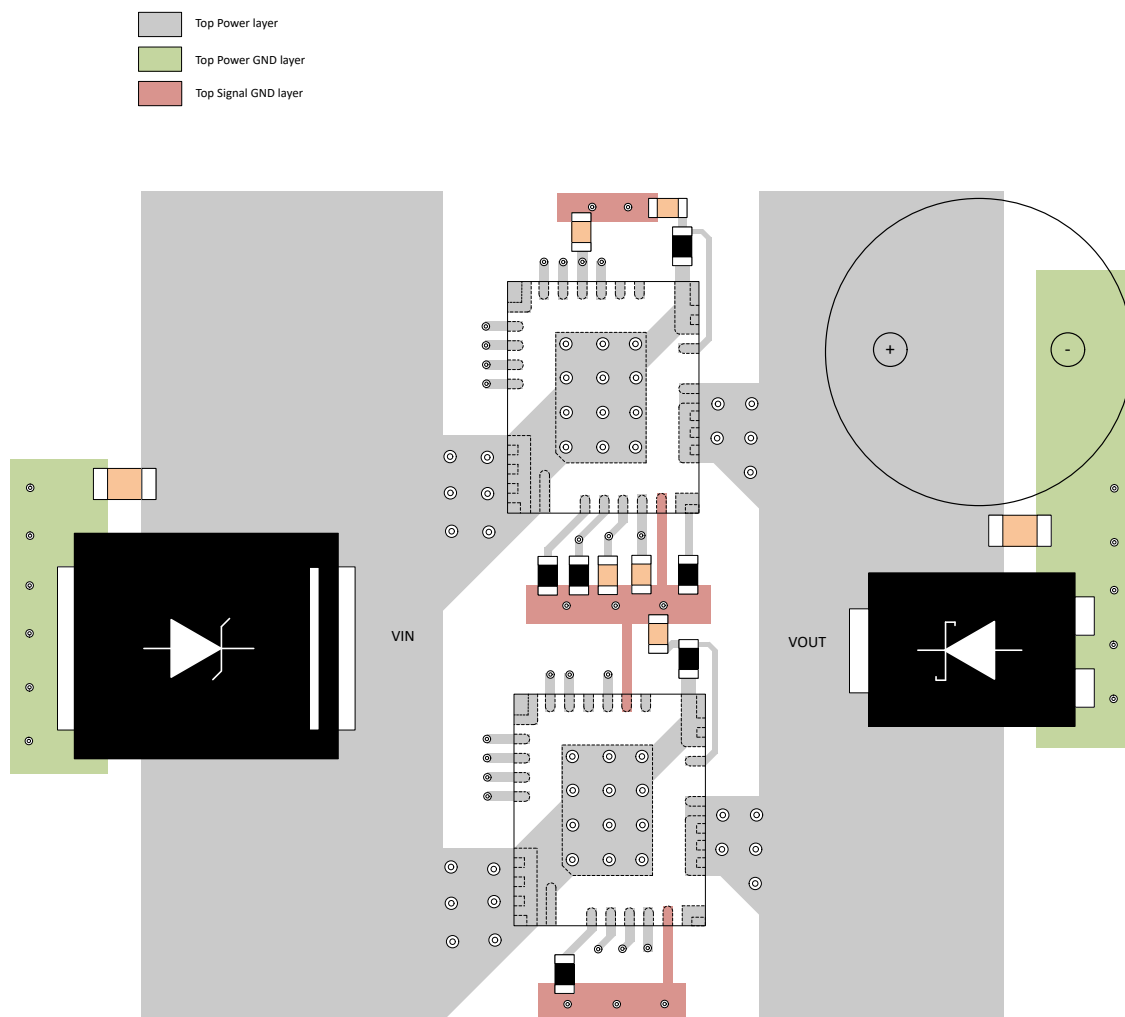 Top Power layer
Top Power GND layer
Top Signal GND layer
+
-
VIN
VOUT